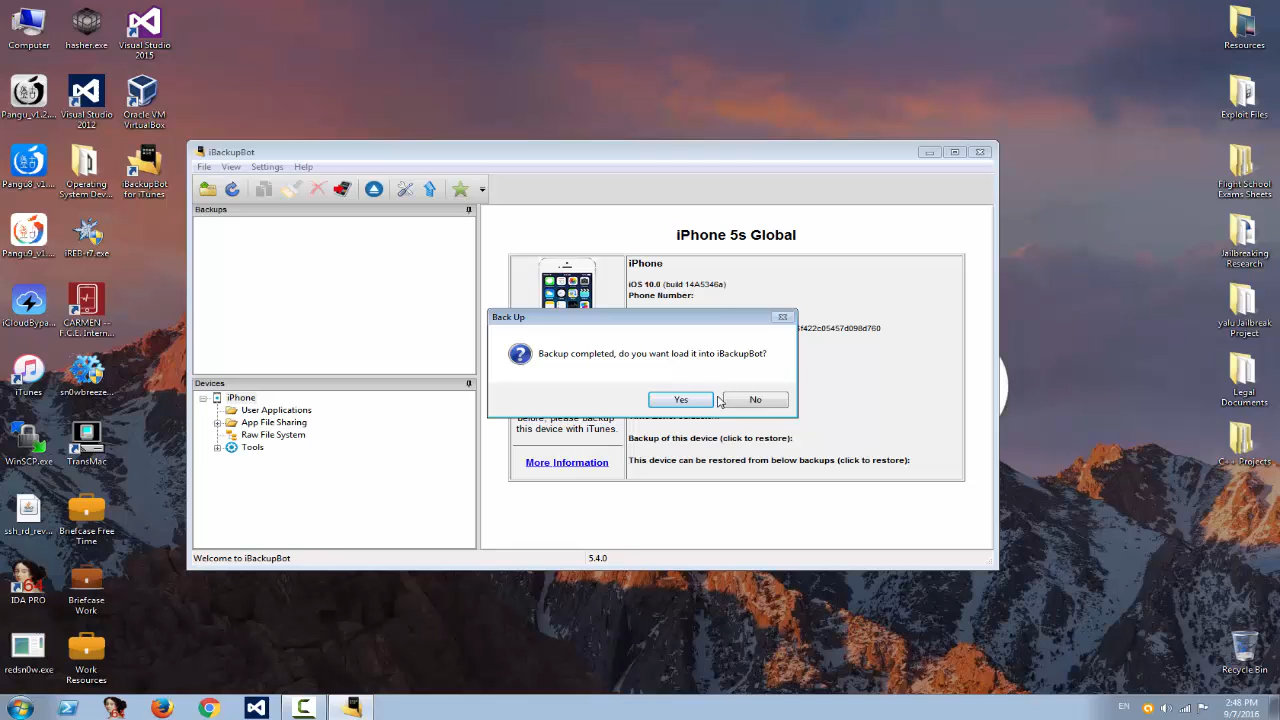 Computer
hasher.exe
Visual Studio
2015
Pangu_v1.2....
Visual Studio
2012
Oracle VM
VirtualBox
Pangu8_v1....
Operating
System Dev...
iBackupBot
for iTunes
Pangu9_v1....
iREB-r7.exe
iCloudBypa...
CARMEN --
F.C.E. Intern...
iTunes
sn0wbreeze...
WinSCP.exe
TransMac
ssh_rd_rev...
Briefcase Free
Time
64
IDA PRO
Briefcase
Work
redsn0w.exe
Work
Resources
iBackupBot
File View Settings Help
Backups
Devices
iPhone
User Applications
App File Sharing
Raw File System
Tools
iPhone 5s Global
iPhone
iOS 10.0 (build 14A5346a)
Phone Number:
5f422c05457d098d760
Back Up
Backup completed, do you want load it into iBackupBot?
Yes
No
before, please backup
this device with iTunes.
More Information
Backup of this device (click to restore):
This device can be restored from below backups (click to restore):
Welcome to iBackupBot
5.4.0
Resources
Exploit Files
Flight School
Exams Sheets
Jailbreaking
Research
yalu Jailbreak
Project
Legal
Documents
C++ Projects
Recycle Bin
EN
2:48 PM
9/7/2016